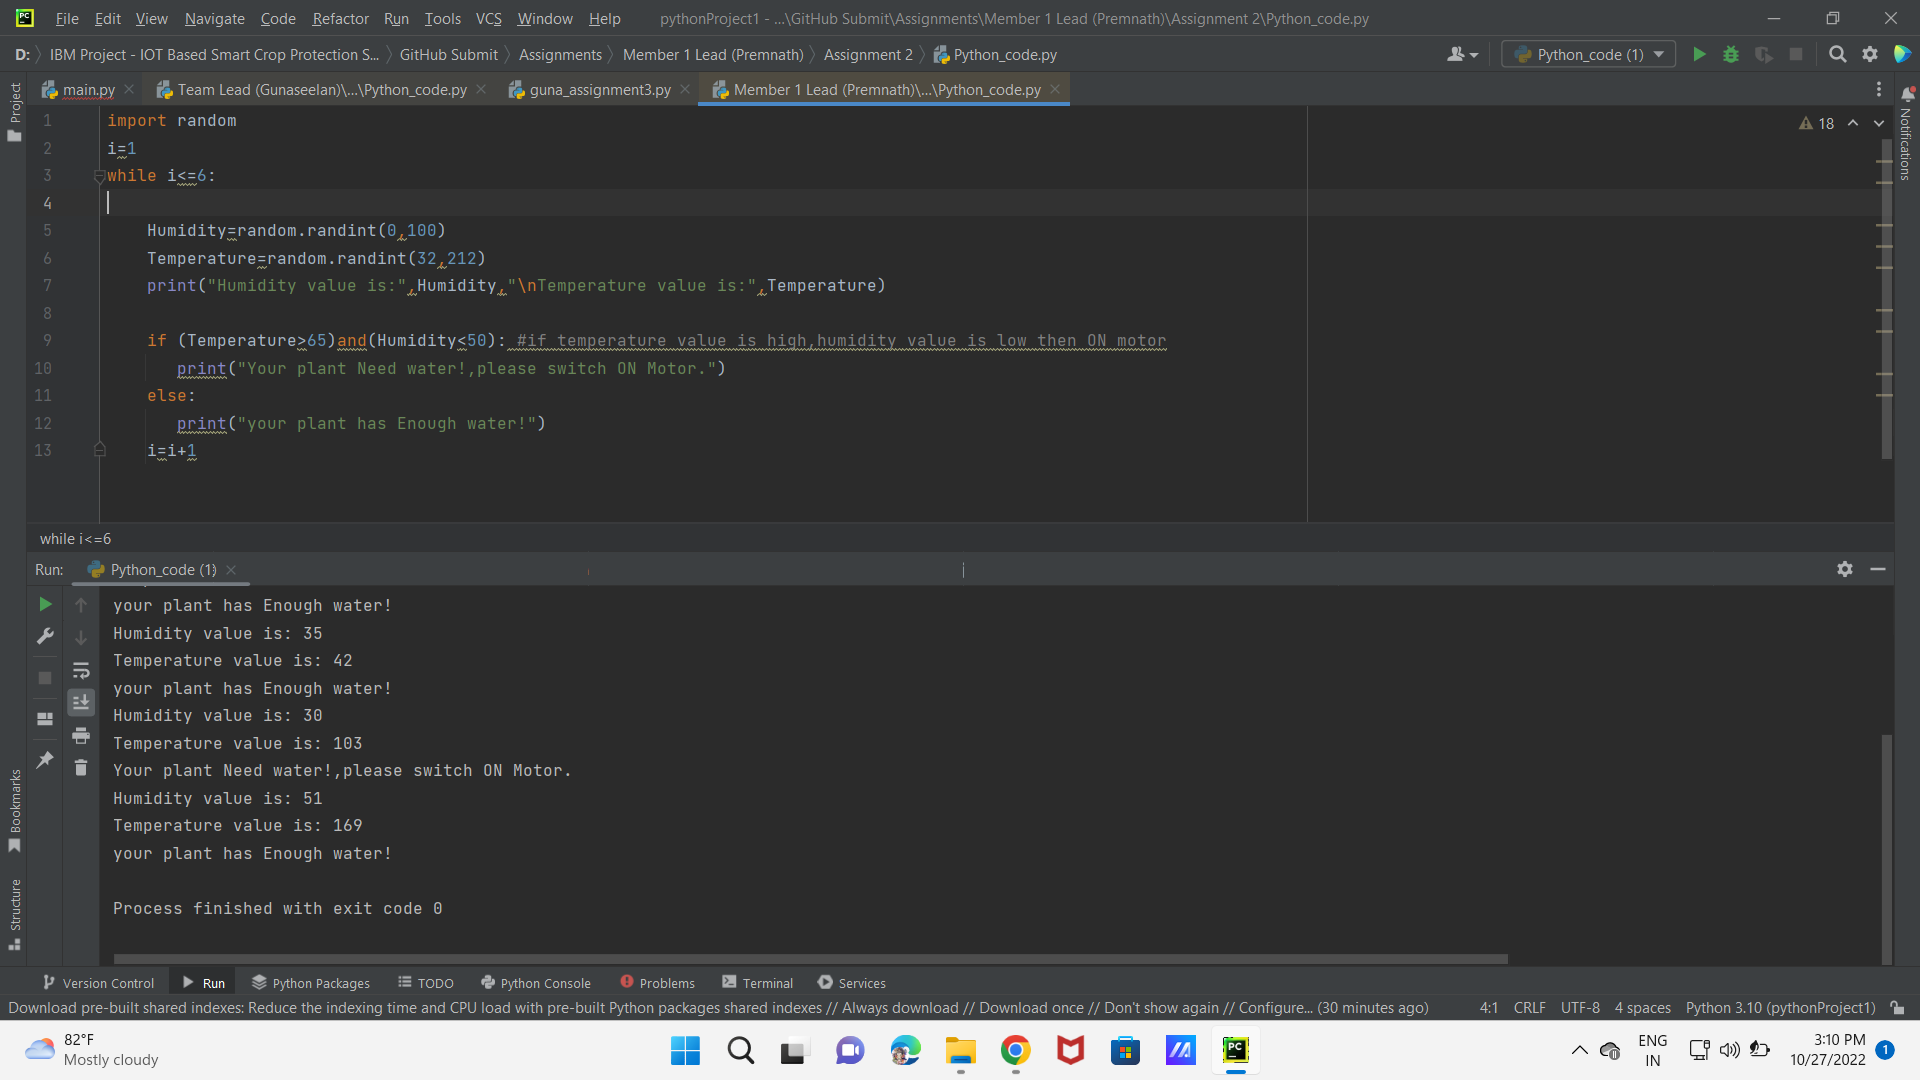 PC File Edit View Navigate Code Refactor Run Tools VCS Window Help pythonProject1 - ...\GitHub Submit\Assignments\Member 1 Lead (Premnath)\Assignment 2\Python_code.py
D: IBM Project - IOT Based Smart Crop Protection S... GitHub Submit Assignments Member 1 Lead (Premnath) Assignment 2 Python_code.py Python_code (1)
main.py Team Lead (Gunaseelan)\...\Python_code.py guna_assignment3.py Member 1 Lead (Premnath)\...\Python_code.py
Project
Notifications
18
1 import random
2 i=1
3 while i<=6:
4
5 Humidity=random.randint(0,100)
6 Temperature=random.randint(32,212)
7 print("Humidity value is:",Humidity,"\nTemperature value is:",Temperature)
8
9 if (Temperature>65)and(Humidity<50): #if temperature value is high,humidity value is low then ON motor
10 print("Your plant Need water!,please switch ON Motor.")
11 else:
12 print("your plant has Enough water!")
13 i=i+1
while i<=6
Run: Python_code (1)
your plant has Enough water!
Humidity value is: 35
Temperature value is: 42
your plant has Enough water!
Humidity value is: 30
Temperature value is: 103
Your plant Need water!,please switch ON Motor.
Humidity value is: 51
Temperature value is: 169
your plant has Enough water!
Process finished with exit code 0
Bookmarks
Structure
Version Control Run Python Packages TODO Python Console Problems Terminal Services
Download pre-built shared indexes: Reduce the indexing time and CPU load with pre-built Python packages shared indexes // Always download // Download once // Don't show again // Configure... (30 minutes ago) 4:1 CRLF UTF-8 4 spaces Python 3.10 (pythonProject1)
82°F
Mostly cloudy
PC
ENG
IN
3:10 PM
10/27/2022
1